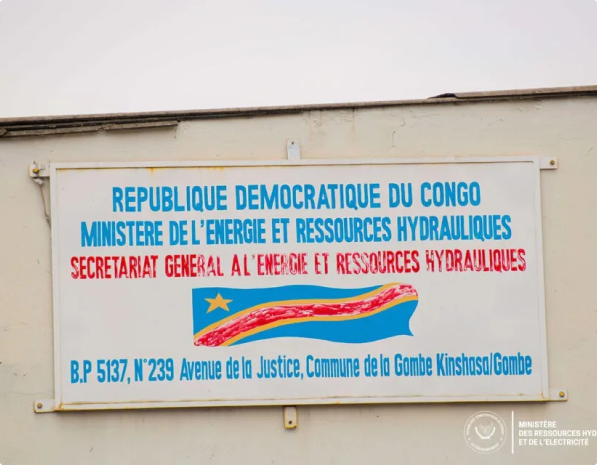 REPUBLIQUE DEMOCRATIQUE DU CONGO
MINISTERE DE L'ENERGIE ET RESSOURCES HYDRAULIQUES
SECRETARIAT GENERAL A L'ENERGIE ET RESSOURCES HYDRAULIQUES
B.P 5137, N°239 Avenue de la Justice, Commune de la Gombe Kinshasa/Gombe
MINISTÈRE
DES RESSOURCES HYD
ET DE L'ELECTRICITÉ